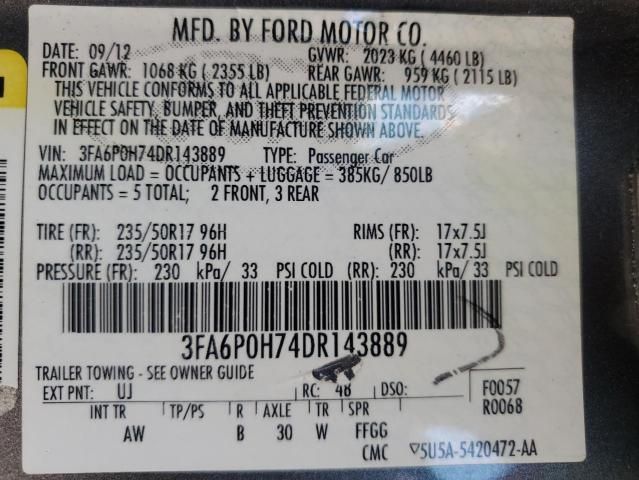 MFD. BY FORD MOTOR CO.
DATE: 09/12 GVWR: 2023 KG ( 4460 LB)
FRONT GAWR: 1068 KG ( 2355 LB) REAR GAWR: 959 KG ( 2115 LB)
THIS VEHICLE CONFORMS TO ALL APPLICABLE FEDERAL MOTOR
VEHICLE SAFETY, BUMPER, AND THEFT PREVENTION STANDARDS
IN EFFECT ON THE DATE OF MANUFACTURE SHOWN ABOVE.
VIN: 3FA6P0H74DR143889 TYPE: Passenger Car
MAXIMUM LOAD = OCCUPANTS + LUGGAGE = 385KG/ 850LB
OCCUPANTS = 5 TOTAL; 2 FRONT, 3 REAR
TIRE (FR): 235/50R17 96H RIMS (FR): 17x7.5J
(RR): 235/50R17 96H (RR): 17x7.5J
PRESSURE (FR): 230 kPa/ 33 PSI COLD (RR): 230 kPa/ 33 PSI COLD
3FA6P0H74DR143889
TRAILER TOWING - SEE OWNER GUIDE
EXT PNT: UJ RC: 48 DSO: F0057
R0068
INT TR TP/PS R AXLE TR SPR
AW B 30 W FFGG
CMC ▽5U5A-5420472-AA